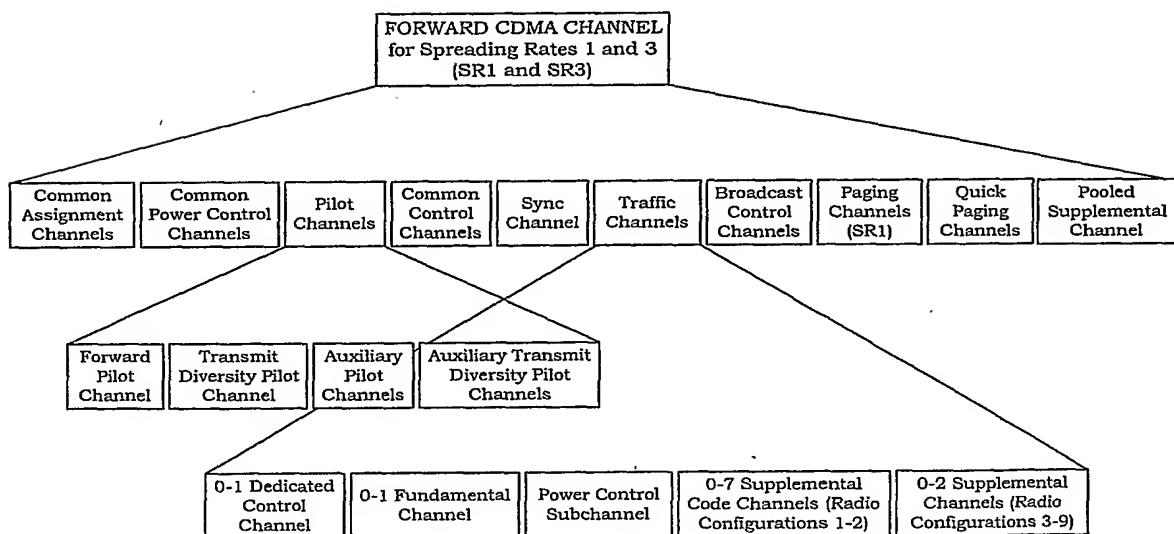 FORWARD CDMA CHANNEL
for Spreading Rates 1 and 3
(SR1 and SR3)
Common
Assignment
Channels
Common
Power Control
Channels
Pilot
Channels
Common
Control
Channels
Sync
Channel
Traffic
Channels
Broadcast
Control
Channels
Paging
Channels
(SR1)
Quick
Paging
Channels
Pooled
Supplemental
Channel
Forward
Pilot
Channel
Transmit
Diversity Pilot
Channel
Auxiliary
Pilot
Channels
Auxiliary Transmit
Diversity Pilot
Channels
0-1 Dedicated
Control
Channel
0-1 Fundamental
Channel
Power Control
Subchannel
0-7 Supplemental
Code Channels (Radio
Configurations 1-2)
0-2 Supplemental
Channels (Radio
Configurations 3-9)